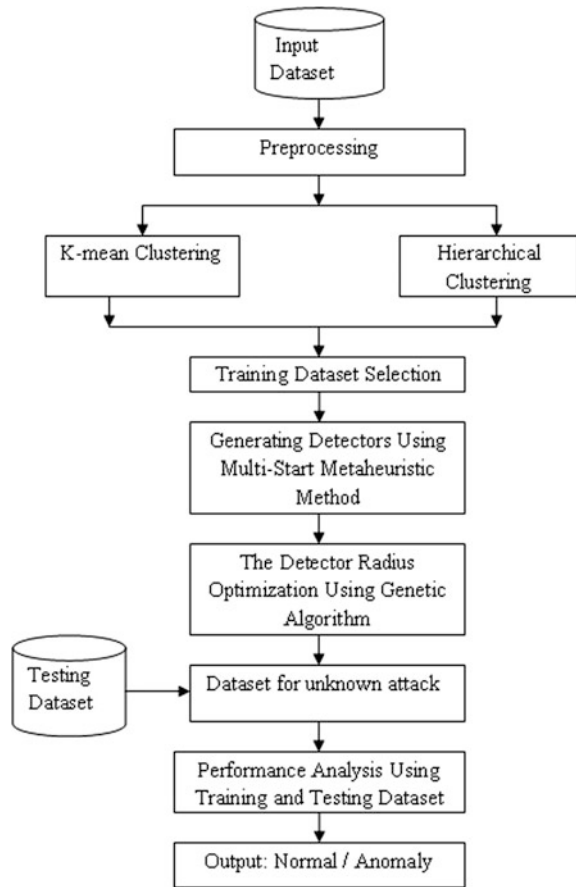 Input
Dataset
Preprocessing
K-mean Clustering
Hierarchical
Clustering
Training Dataset Selection
Generating Detectors Using
Multi-Start Metaheuristic
Method
The Detector Radius
Optimization Using Genetic
Algorithm
Testing
Dataset
Dataset for unknown attack
Performance Analysis Using
Training and Testing Dataset
Output: Normal / Anomaly